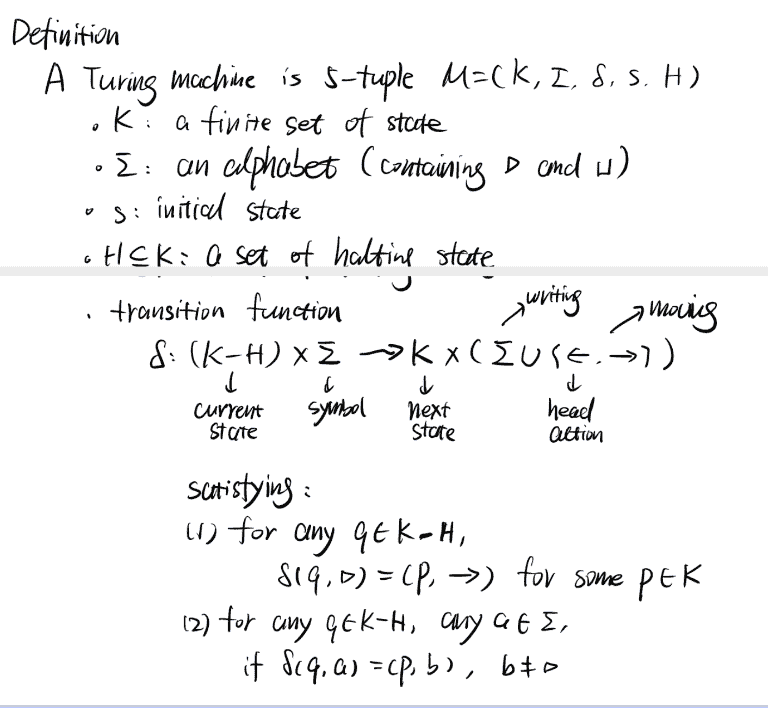 Definition
A Turing machine is 5-tuple M=(K, Σ, δ, s. H)
• K: a finite set of state
• Σ: an alphabet (containing ▷ and ⊔)
• s: initial state
• H⊆K: a set of halting state
• transition function
writing moving
δ: (K-H) × Σ → K × (Σ ∪ {←. →})
↓ ↓ ↓ ↓
current symbol next head
state state action
satistying:
(1) for any q∈K-H,
δ(q, ▷) = (p, →) for some p∈K
(2) for any q∈K-H, any a∈Σ,
if δ(q, a) = (p, b), b≠▷